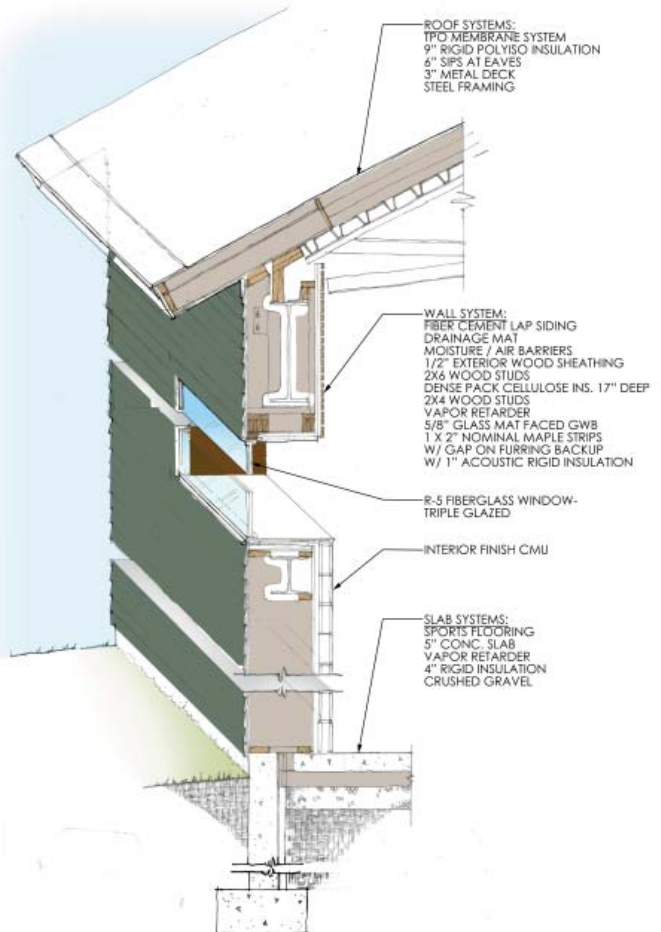 ROOF SYSTEMS:
TPO MEMBRANE SYSTEM
9" RIGID POLYISO INSULATION
6" SIPS AT EAVES
3" METAL DECK
STEEL FRAMING
WALL SYSTEM:
FIBER CEMENT LAP SIDING
DRAINAGE MAT
MOISTURE / AIR BARRIERS
1/2" EXTERIOR WOOD SHEATHING
2X6 WOOD STUDS
DENSE PACK CELLULOSE INS. 17" DEEP
2X4 WOOD STUDS
VAPOR RETARDER
5/8" GLASS MAT FACED GWB
1 X 2" NOMINAL MAPLE STRIPS
W/ GAP ON FURRING BACKUP
W/ 1" ACOUSTIC RIGID INSULATION
R-5 FIBERGLASS WINDOW-
TRIPLE GLAZED
INTERIOR FINISH CMU
SLAB SYSTEMS:
SPORTS FLOORING
5" CONC. SLAB
VAPOR RETARDER
4" RIGID INSULATION
CRUSHED GRAVEL